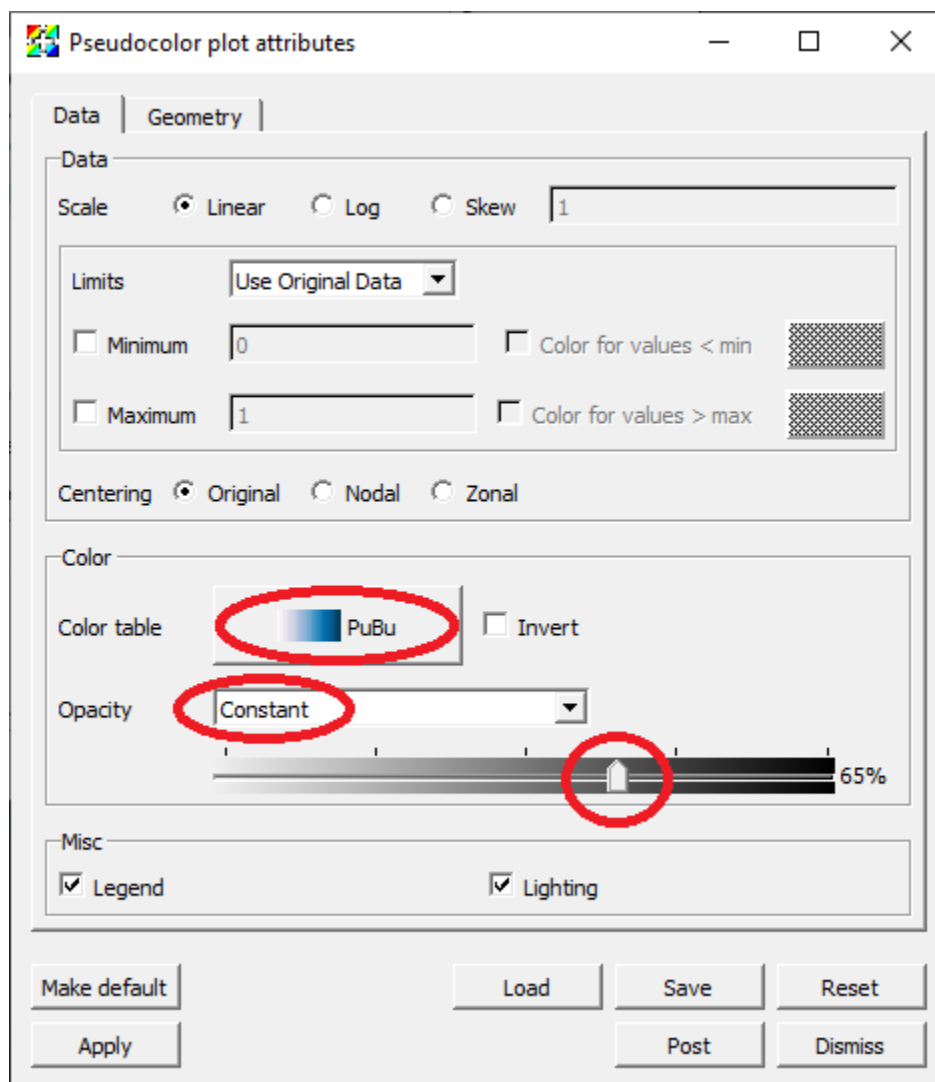 Pseudocolor plot attributes
Data Geometry
Data
Scale Linear Log Skew 1
Limits Use Original Data
Minimum 0 Color for values < min
Maximum 1 Color for values > max
Centering Original Nodal Zonal
Color
Color table PuBu Invert
Opacity Constant
65%
Misc
Legend Lighting
Make default Load Save Reset
Apply Post Dismiss